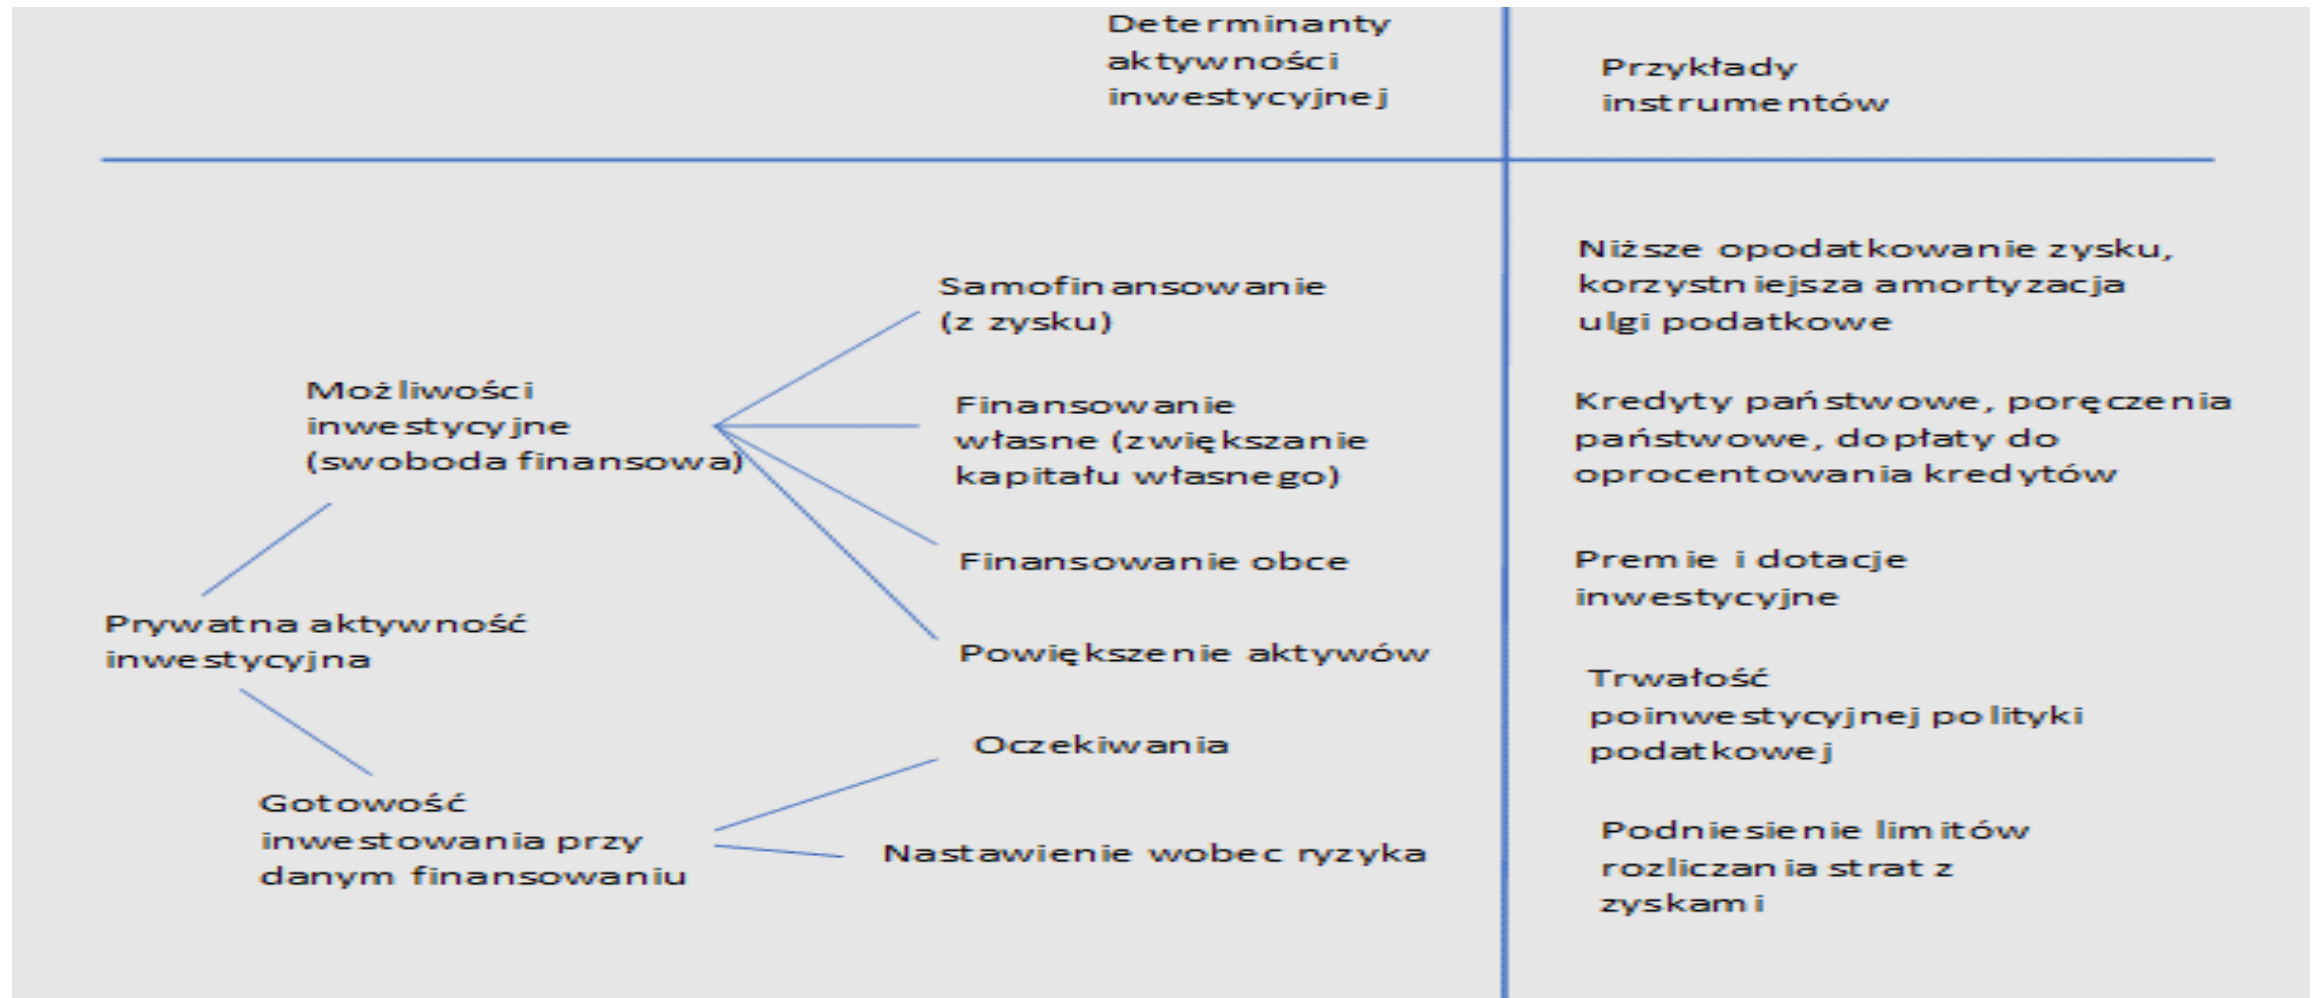 Determinanty
aktywności
inwestycyjnej
Przykłady
instrumentów
Samofinansowanie
(z zysku)
Niższe opodatkowanie zysku,
korzystniejsza amortyzacja
ulgi podatkowe
Możliwości
inwestycyjne
(swoboda finansowa)
Finansowanie
własne (zwiększanie
kapitału własnego)
Kredyty państwowe, poręczenia
państwowe, dopłaty do
oprocentowania kredytów
Finansowanie obce
Premie i dotacje
inwestycyjne
Prywatna aktywność
inwestycyjna
Powiększenie aktywów
Trwałość
poinwestycyjnej polityki
podatkowej
Oczekiwania
Gotowość
inwestowania przy
danym finansowaniu
Nastawienie wobec ryzyka
Podniesienie limitów
rozliczania strat z
zyskami